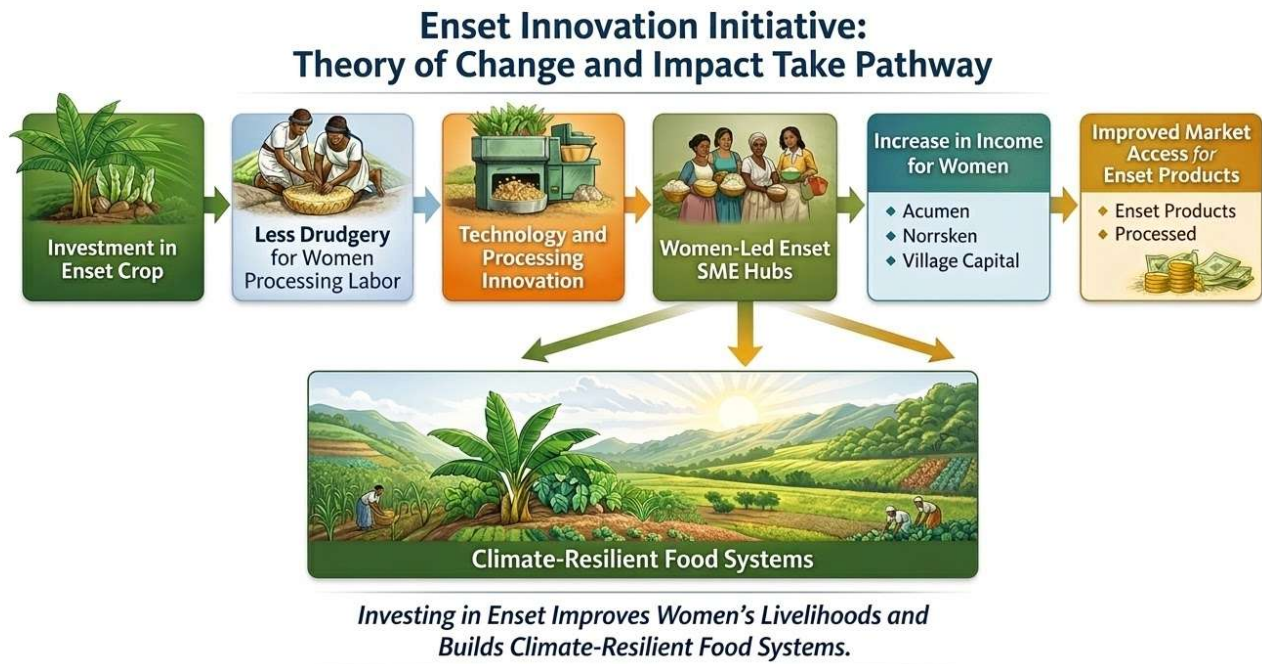 Enset Innovation Initiative:
Theory of Change and Impact Take Pathway
Investment in
Enset Crop
Less Drudgery
for Women
Processing Labor
Technology and
Processing
Innovation
Women-Led Enset
SME Hubs
Increase in Income
for Women
◆ Acumen
◆ Norrsken
◆ Village Capital
Improved Market
Access for
Enset Products
◆ Enset Products
◆ Processed
Climate-Resilient Food Systems
Investing in Enset Improves Women's Livelihoods and
Builds Climate-Resilient Food Systems.